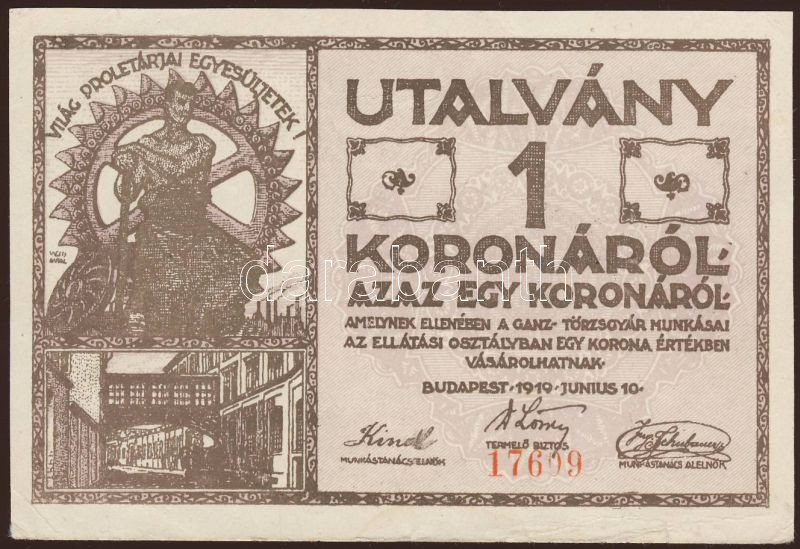 VILÁG PROLETÁRJAI EGYESÜLJETEK!
UTALVÁNY
1
KORONÁRÓL
AZAZ EGY KORONÁRÓL
AMELYNEK ELLENÉBEN A GANZ- TÖRZSGYÁR MUNKÁSAI
AZ ELLÁTÁSI OSZTÁLYBAN EGY KORONA ÉRTÉKBEN
VÁSÁROLHATNAK.
BUDAPEST·1919·JUNIUS 10·
MUNKÁSTANÁCS ELNÖK
TERMELŐ BIZTOS
MUNKÁSTANÁCS ALELNÖK
17609
darabanth